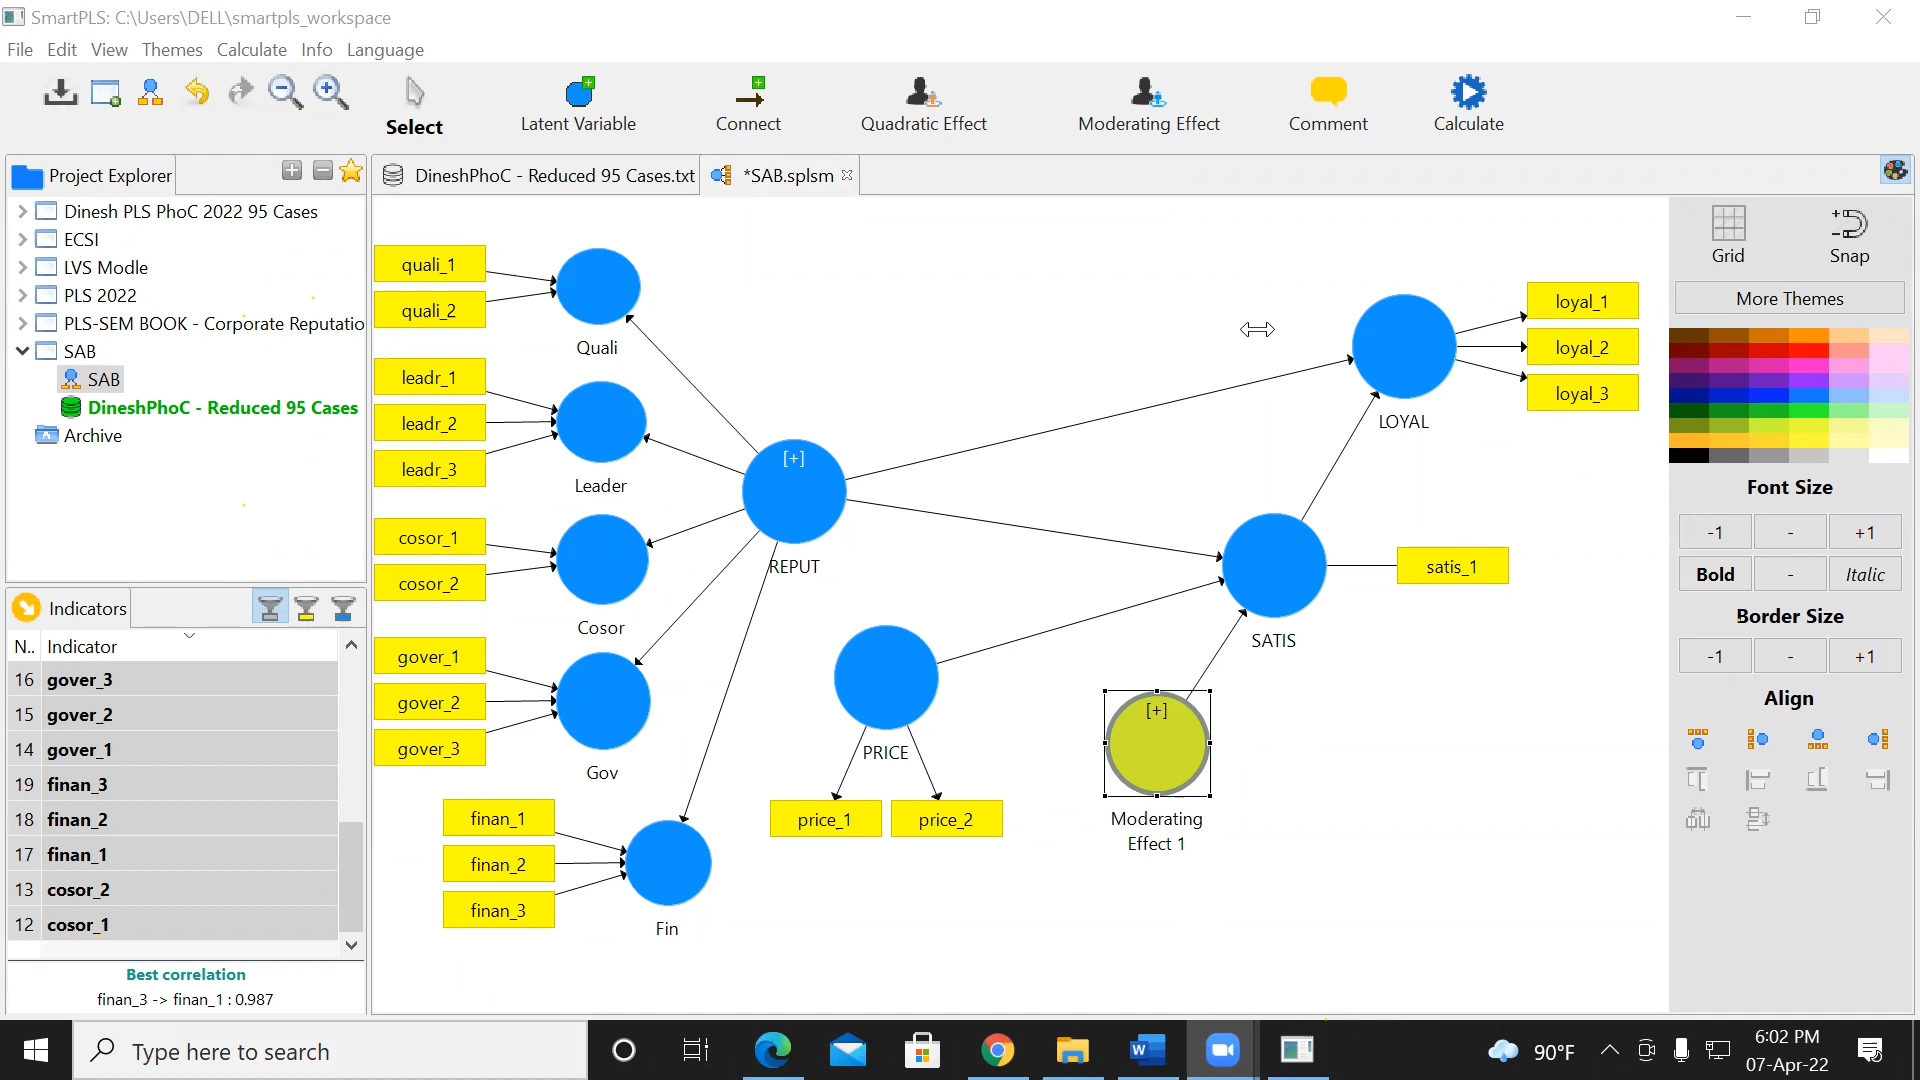 SmartPLS: C:\Users\DELL\smartpls_workspace
File Edit View Themes Calculate Info Language
Select
Latent Variable
Connect
Quadratic Effect
Moderating Effect
Comment
Calculate
Project Explorer
Dinesh PLS PhoC 2022 95 Cases
ECSI
LVS Modle
PLS 2022
PLS-SEM BOOK - Corporate Reputatio
SAB
SAB
DineshPhoC - Reduced 95 Cases
Archive
Indicators
N.. Indicator
16 gover_3
15 gover_2
14 gover_1
19 finan_3
18 finan_2
17 finan_1
13 cosor_2
12 cosor_1
Best correlation
finan_3 -> finan_1 : 0.987
DineshPhoC - Reduced 95 Cases.txt
*SAB.splsm
quali_1
quali_2
Quali
leadr_1
leadr_2
leadr_3
Leader
cosor_1
cosor_2
Cosor
gover_1
gover_2
gover_3
Gov
finan_1
finan_2
finan_3
Fin
[+]
REPUT
PRICE
price_1
price_2
[+]
Moderating
Effect 1
SATIS
satis_1
LOYAL
loyal_1
loyal_2
loyal_3
Grid
Snap
More Themes
Font Size
-1 - +1
Bold - Italic
Border Size
-1 - +1
Align
Type here to search
90°F
6:02 PM
07-Apr-22